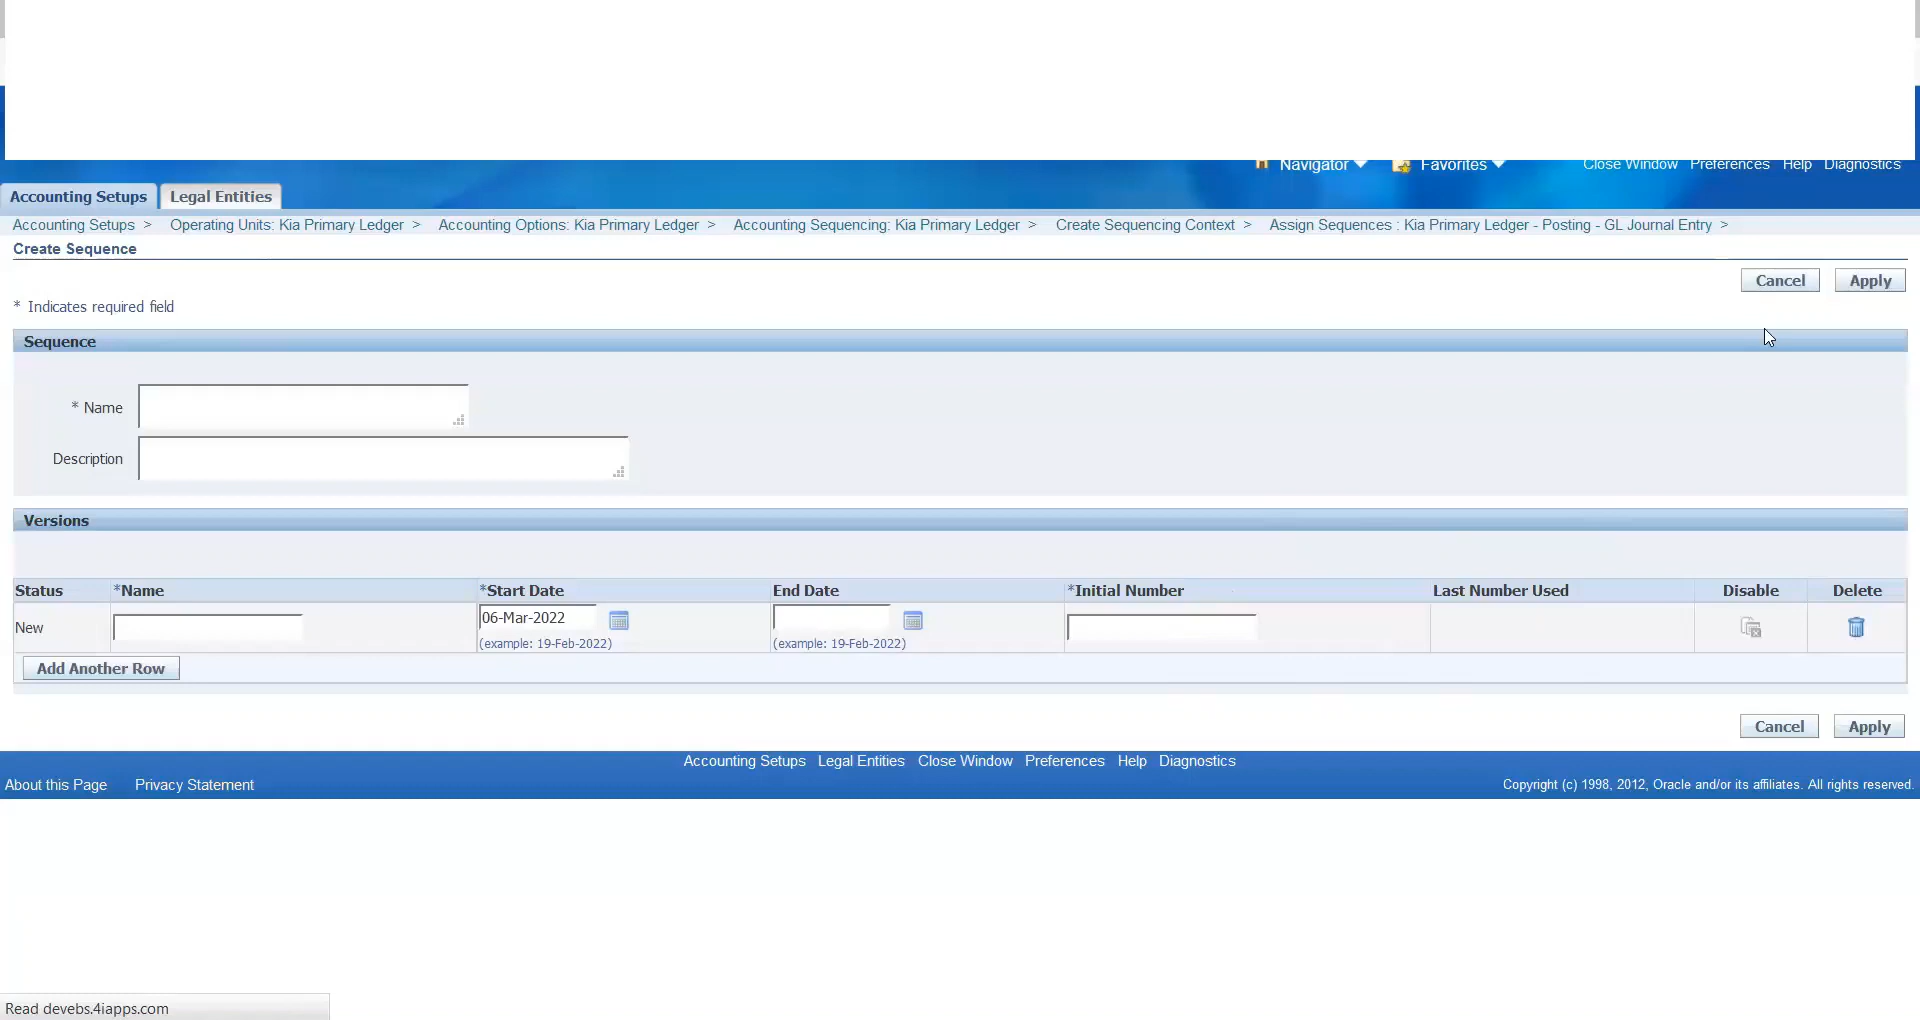 Navigator Favorites Close Window Preferences Help Diagnostics
Accounting Setups Legal Entities
Accounting Setups > Operating Units: Kia Primary Ledger > Accounting Options: Kia Primary Ledger > Accounting Sequencing: Kia Primary Ledger > Create Sequencing Context > Assign Sequences : Kia Primary Ledger - Posting - GL Journal Entry >
Create Sequence
Cancel Apply
* Indicates required field
Sequence
* Name
Description
Versions
Status *Name *Start Date End Date *Initial Number Last Number Used Disable Delete
New 06-Mar-2022
(example: 19-Feb-2022) (example: 19-Feb-2022)
Add Another Row
Cancel Apply
Accounting Setups Legal Entities Close Window Preferences Help Diagnostics
About this Page Privacy Statement Copyright (c) 1998, 2012, Oracle and/or its affiliates. All rights reserved.
Read devebs.4iapps.com